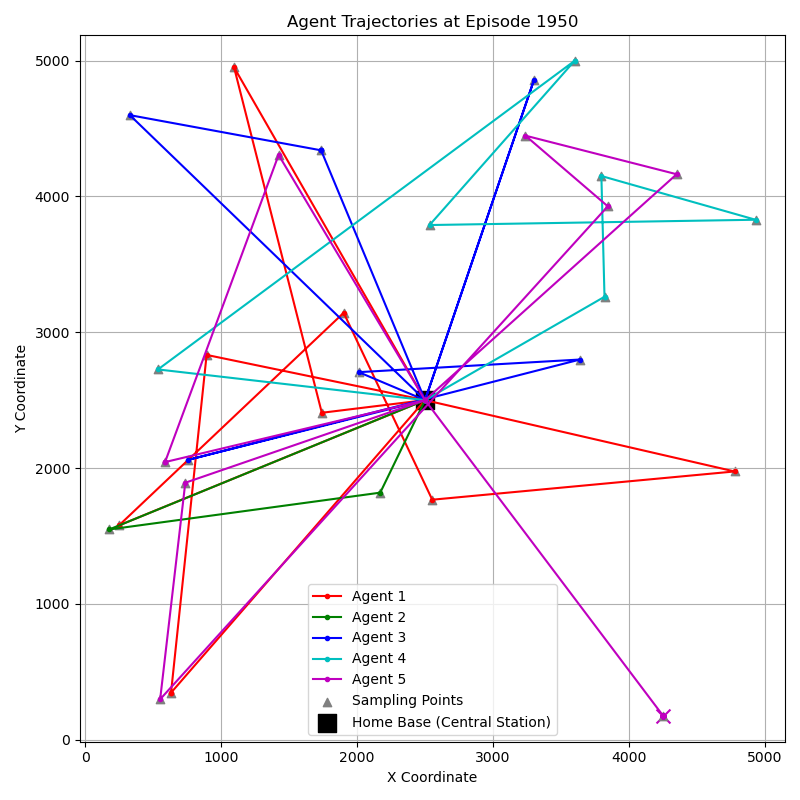 Agent Trajectories at Episode 1950
Y Coordinate
5000
4000
3000
2000
1000
0
Agent 1
Agent 2
Agent 3
Agent 4
Agent 5
Sampling Points
Home Base (Central Station)
0 1000 2000 3000 4000 5000
X Coordinate